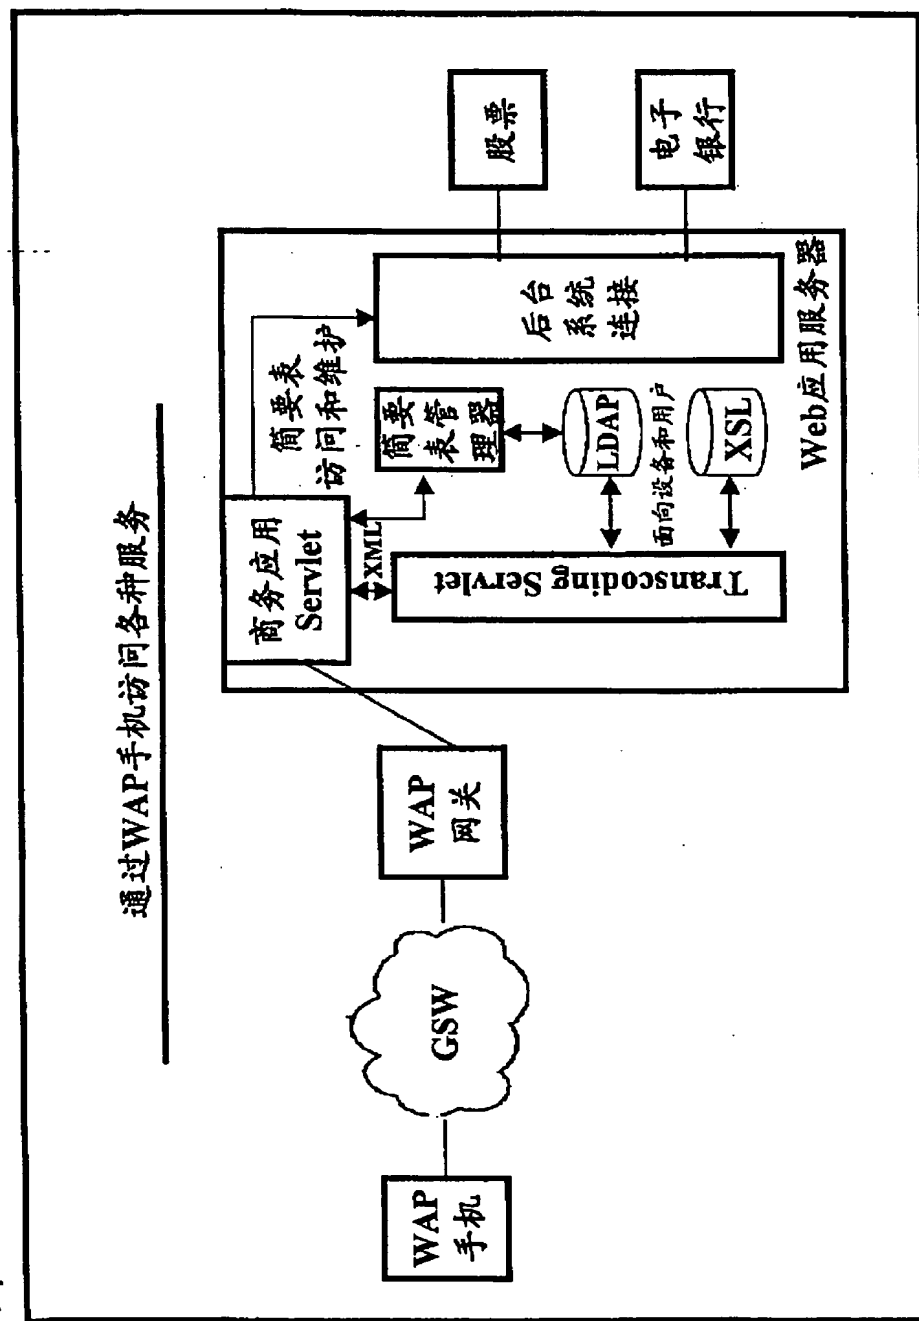 通过WAP手机访问各种服务
WAP
手机
GSW
WAP
网关
商务应用
Servlet
简要表
访问和维护
XML
简要
表管
理器
后台
系统
连接
股票
电子
银行
LDAP
面向设备和用户
XSL
Transcoding Servlet
Web应用服务器